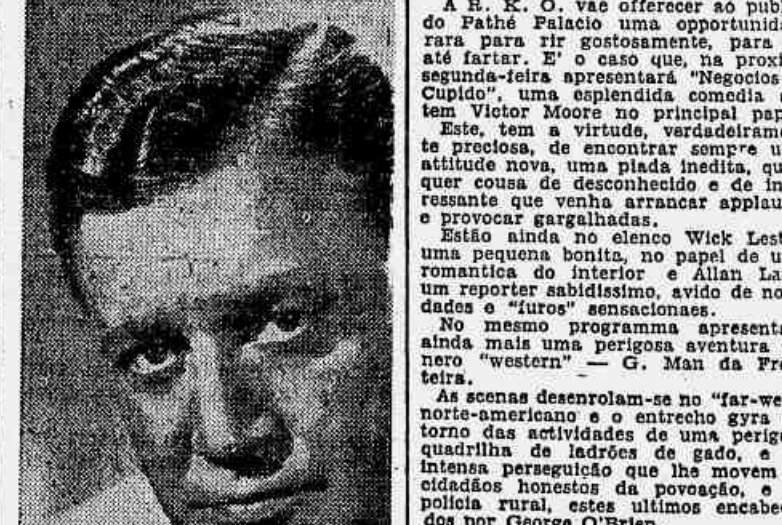 A R. K. O. vae offerecer ao publ
do Pathé Palacio uma opportunida
rara para rir gostosamente, para
até fartar. E' o caso que, na proxi
segunda-feira apresentará "Negocios
Cupido", uma esplendida comedia
tem Victor Moore no principal pap
Este, tem a virtude, verdadeiram
te preciosa, de encontrar sempre u
attitude nova, uma piada inedita, qu
quer cousa de desconhecido e de in
ressante que venha arrancar applau
e provocar gargalhadas.
Estão ainda no elenco Wick Lest
uma pequena bonita, no papel de u
romantica do interior e Allan La
um reporter sabidissimo, avido de no
dades e "furos" sensacionaes.
No mesmo programma apresenta
ainda mais uma perigosa aventura
nero "western" — G. Man da Fro
teira.
As scenas desenrolam-se no "far-we
norte-americano e o entrecho gyra
torno das actividades de uma perig
quadrilha de ladrões de gado, e
intensa perseguição que lhe movem
cidadãos honestos da povoação, e
policia rural, estes ultimos encabe
dos por George O'Brien